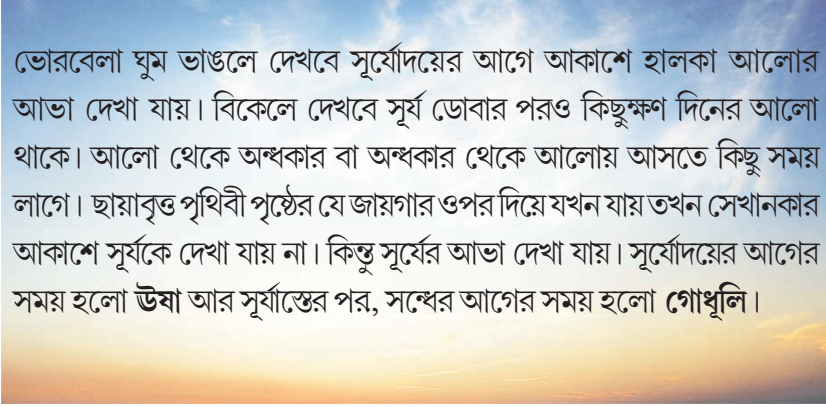 ভোরবেলা ঘুম ভাঙলে দেখবে সূর্যোদয়ের আগে আকাশে হালকা আলোর
আভা দেখা যায়। বিকেলে দেখবে সূর্য ডোবার পরও কিছুক্ষণ দিনের আলো
থাকে। আলো থেকে অন্ধকার বা অন্ধকার থেকে আলোয় আসতে কিছু সময়
লাগে। ছায়াবৃত্ত পৃথিবী পৃষ্ঠের যে জায়গার ওপর দিয়ে যখন যায় তখন সেখানকার
আকাশে সূর্যকে দেখা যায় না। কিন্তু সূর্যের আভা দেখা যায়। সূর্যোদয়ের আগের
সময় হলো ঊষা আর সূর্যাস্তের পর, সন্ধের আগের সময় হলো গোধূলি।